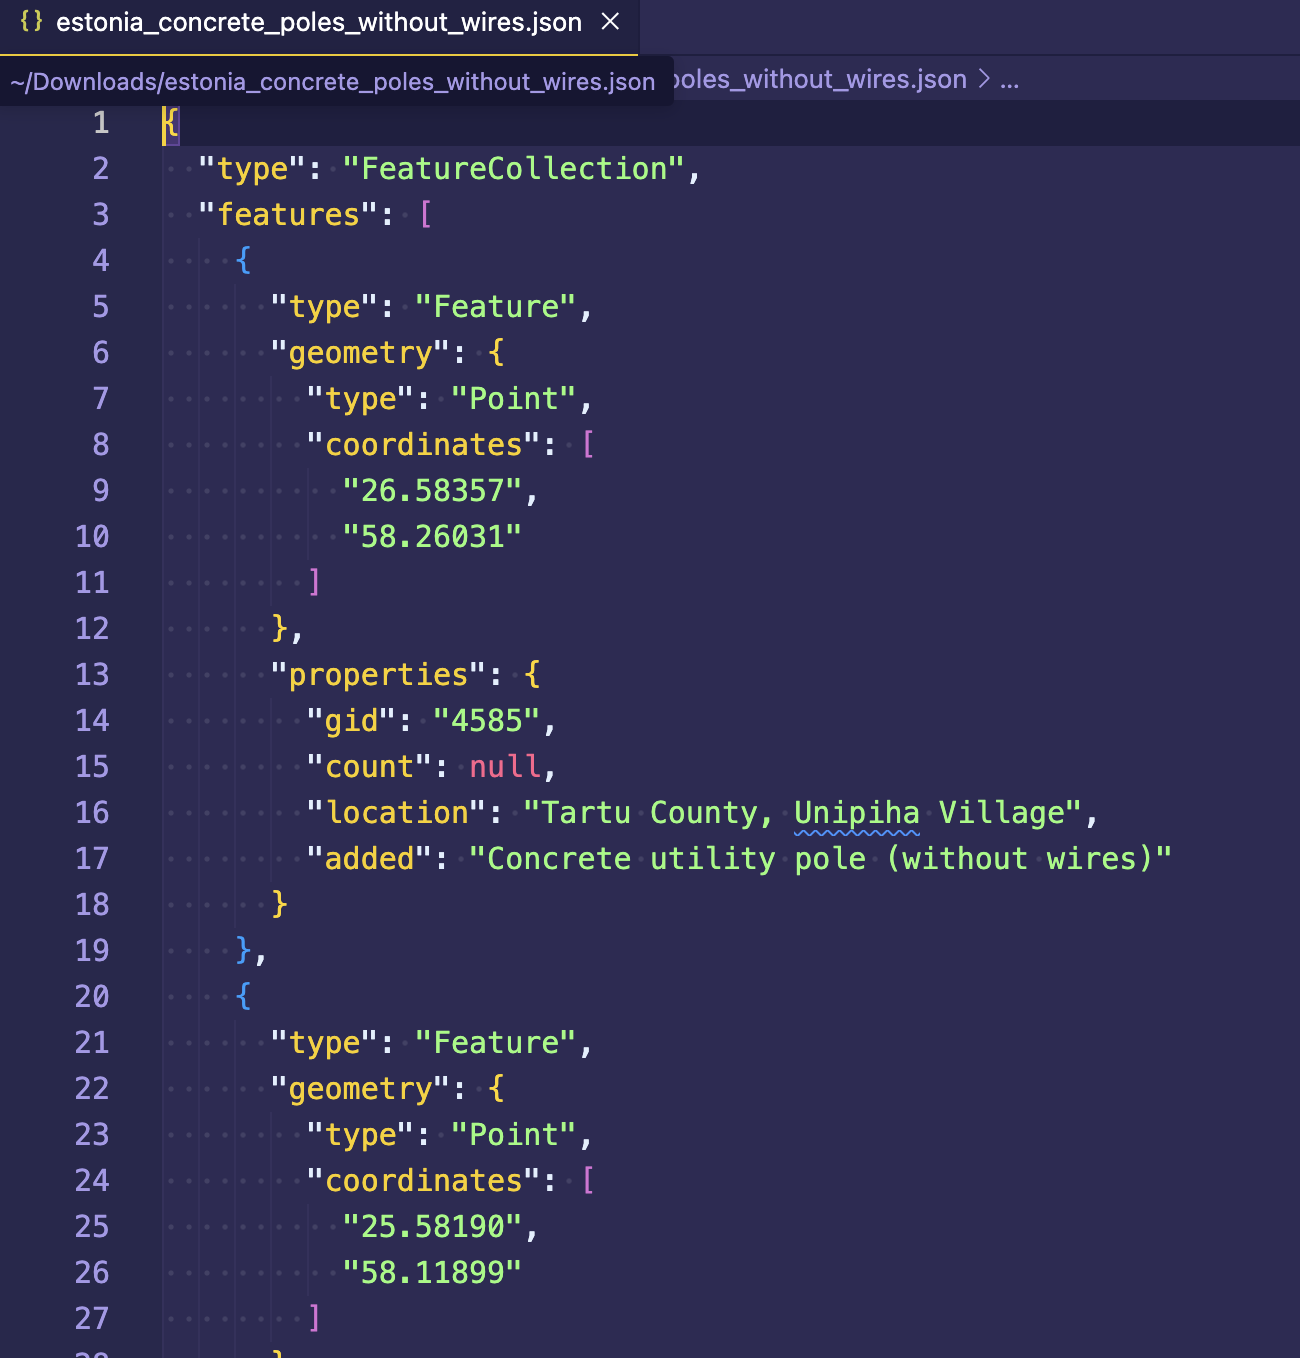 {} estonia_concrete_poles_without_wires.json ×
~/Downloads/estonia_concrete_poles_without_wires.json poles_without_wires.json > ...
1 {
2 "type": "FeatureCollection",
3 "features": [
4 {
5 "type": "Feature",
6 "geometry": {
7 "type": "Point",
8 "coordinates": [
9 "26.58357",
10 "58.26031"
11 ]
12 },
13 "properties": {
14 "gid": "4585",
15 "count": null,
16 "location": "Tartu County, Unipiha Village",
17 "added": "Concrete utility pole (without wires)"
18 }
19 },
20 {
21 "type": "Feature",
22 "geometry": {
23 "type": "Point",
24 "coordinates": [
25 "25.58190",
26 "58.11899"
27 ]